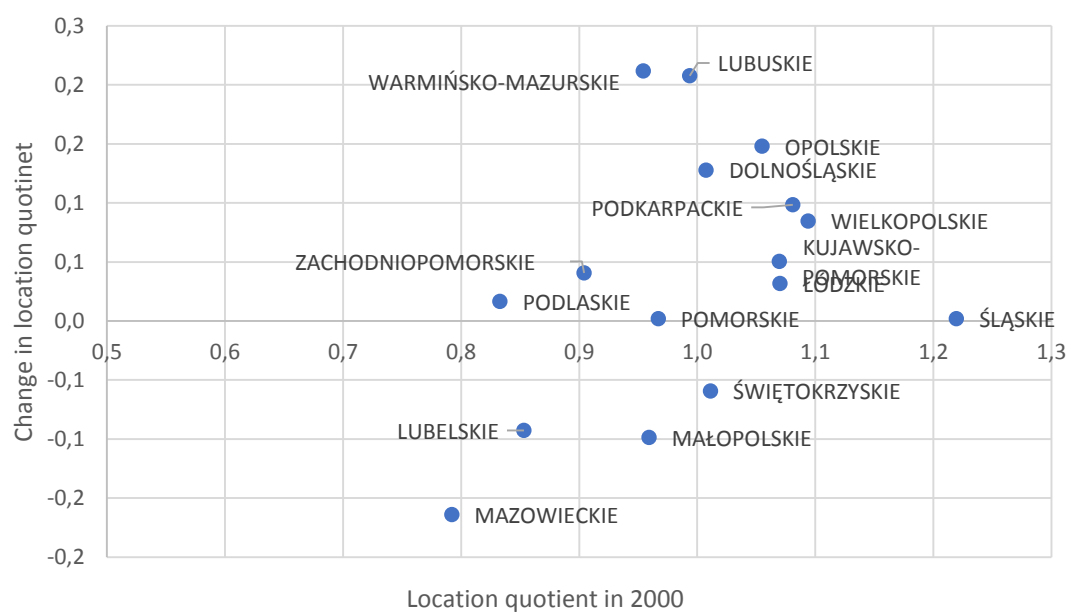 0,3
0,2
0,2
0,1
0,1
0,0
-0,1
-0,1
-0,2
-0,2
Change in location quotinet
WARMIŃSKO-MAZURSKIE
LUBUSKIE
OPOLSKIE
DOLNOŚLĄSKIE
PODKARPACKIE
WIELKOPOLSKIE
KUJAWSKO-
POMORSKIE
ŁÓDZKIE
ZACHODNIOPOMORSKIE
PODLASKIE
POMORSKIE
ŚLĄSKIE
0,5 0,6 0,7 0,8 0,9 1,0 1,1 1,2 1,3
ŚWIĘTOKRZYSKIE
LUBELSKIE
MAŁOPOLSKIE
MAZOWIECKIE
Location quotient in 2000